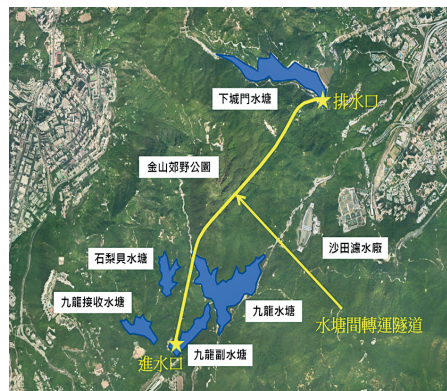 下城門水塘
排水口
金山郊野公園
沙田濾水廠
石梨貝水塘
九龍接收水塘
九龍水塘
水塘間轉運隧道
進水口
九龍副水塘